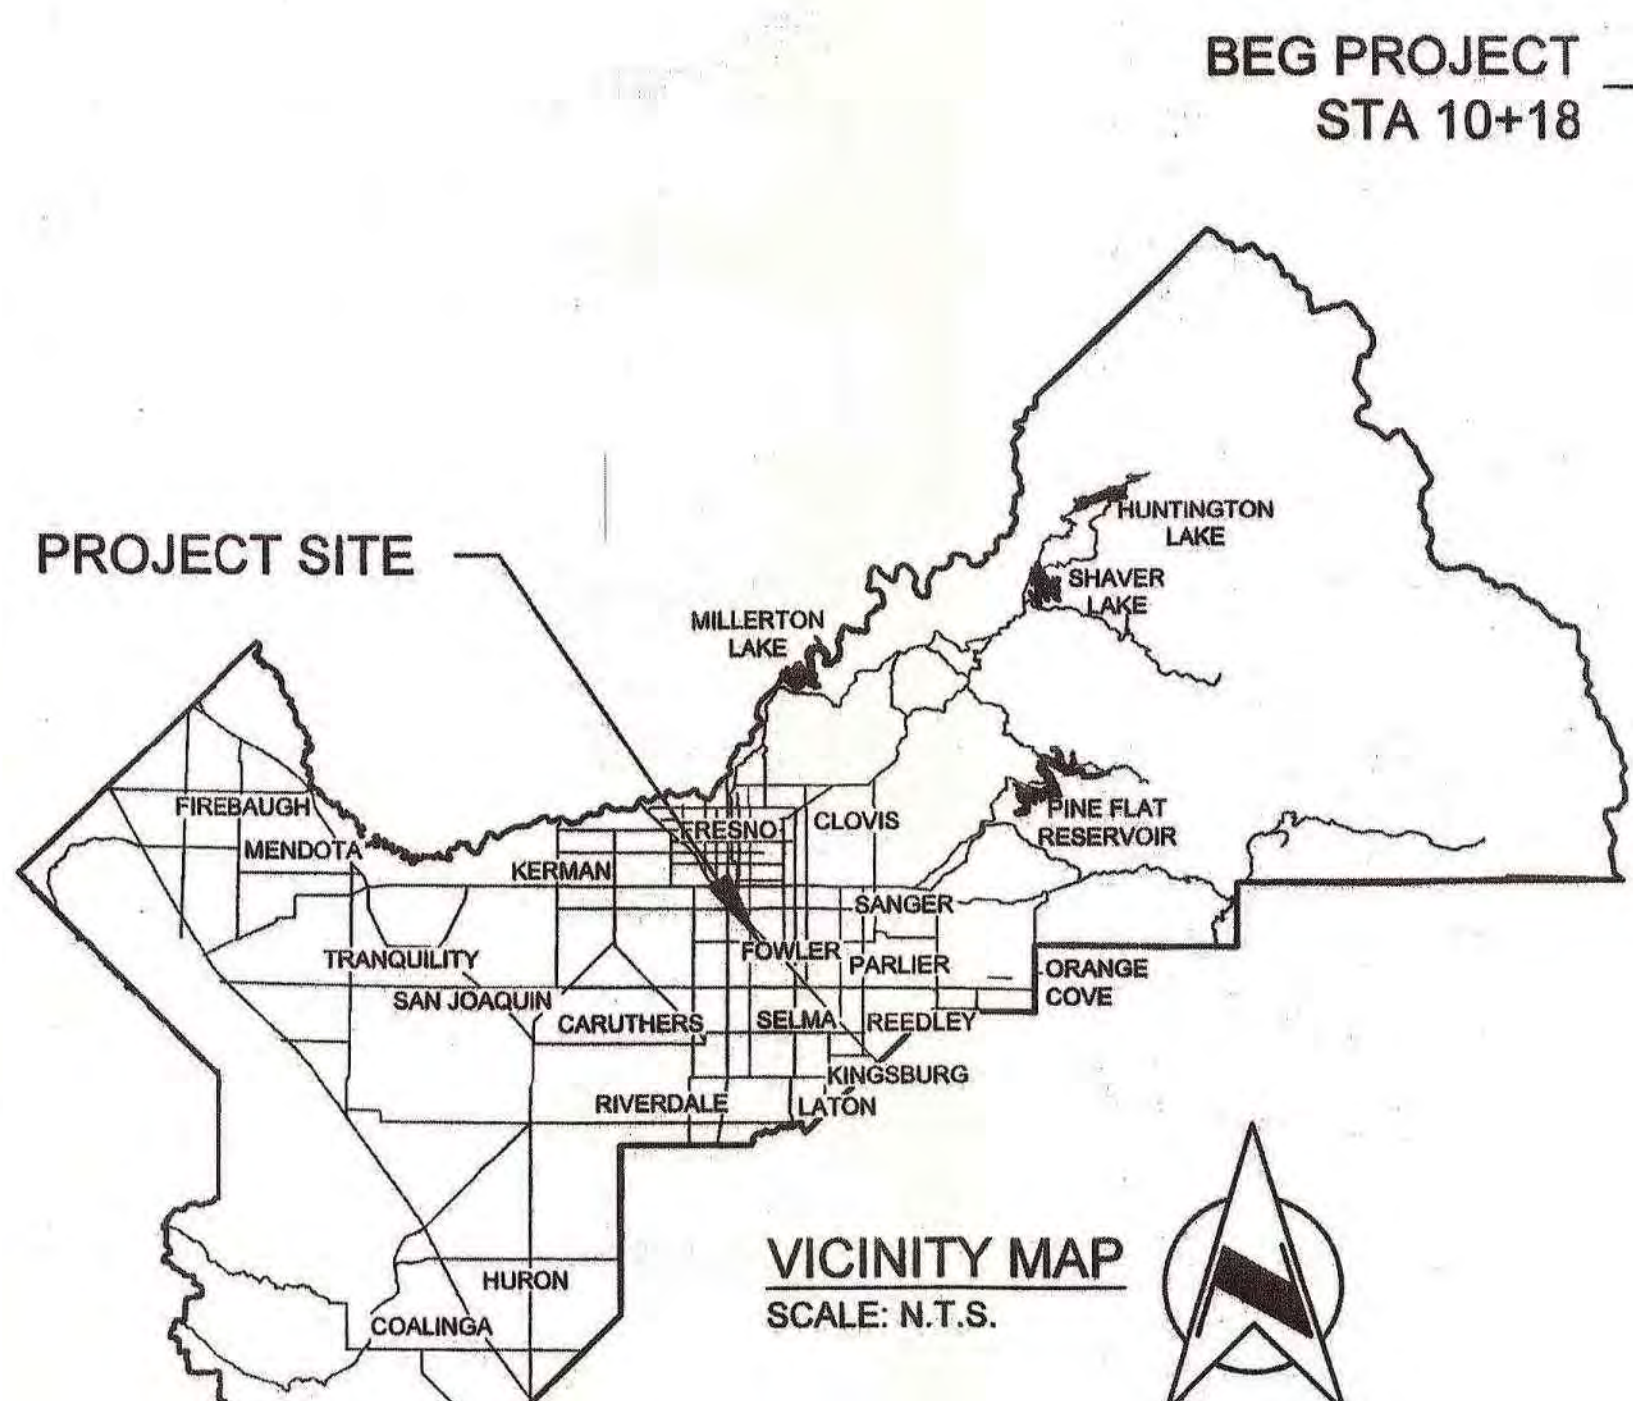 BEG PROJECT
STA 10+18
HUNTINGTON
LAKE
PROJECT SITE
SHAVER
LAKE
MILLERTON
LAKE
FIREBAUGH
MENDOTA
KERMAN
FRESNO
CLOVIS
PINE FLAT
RESERVOIR
SANGER
TRANQUILITY
FOWLER
PARLIER
ORANGE
COVE
SAN JOAQUIN
CARUTHERS
SELMA
REEDLEY
KINGSBURG
RIVERDALE
LATON
HURON
COALINGA
VICINITY MAP
SCALE: N.T.S.